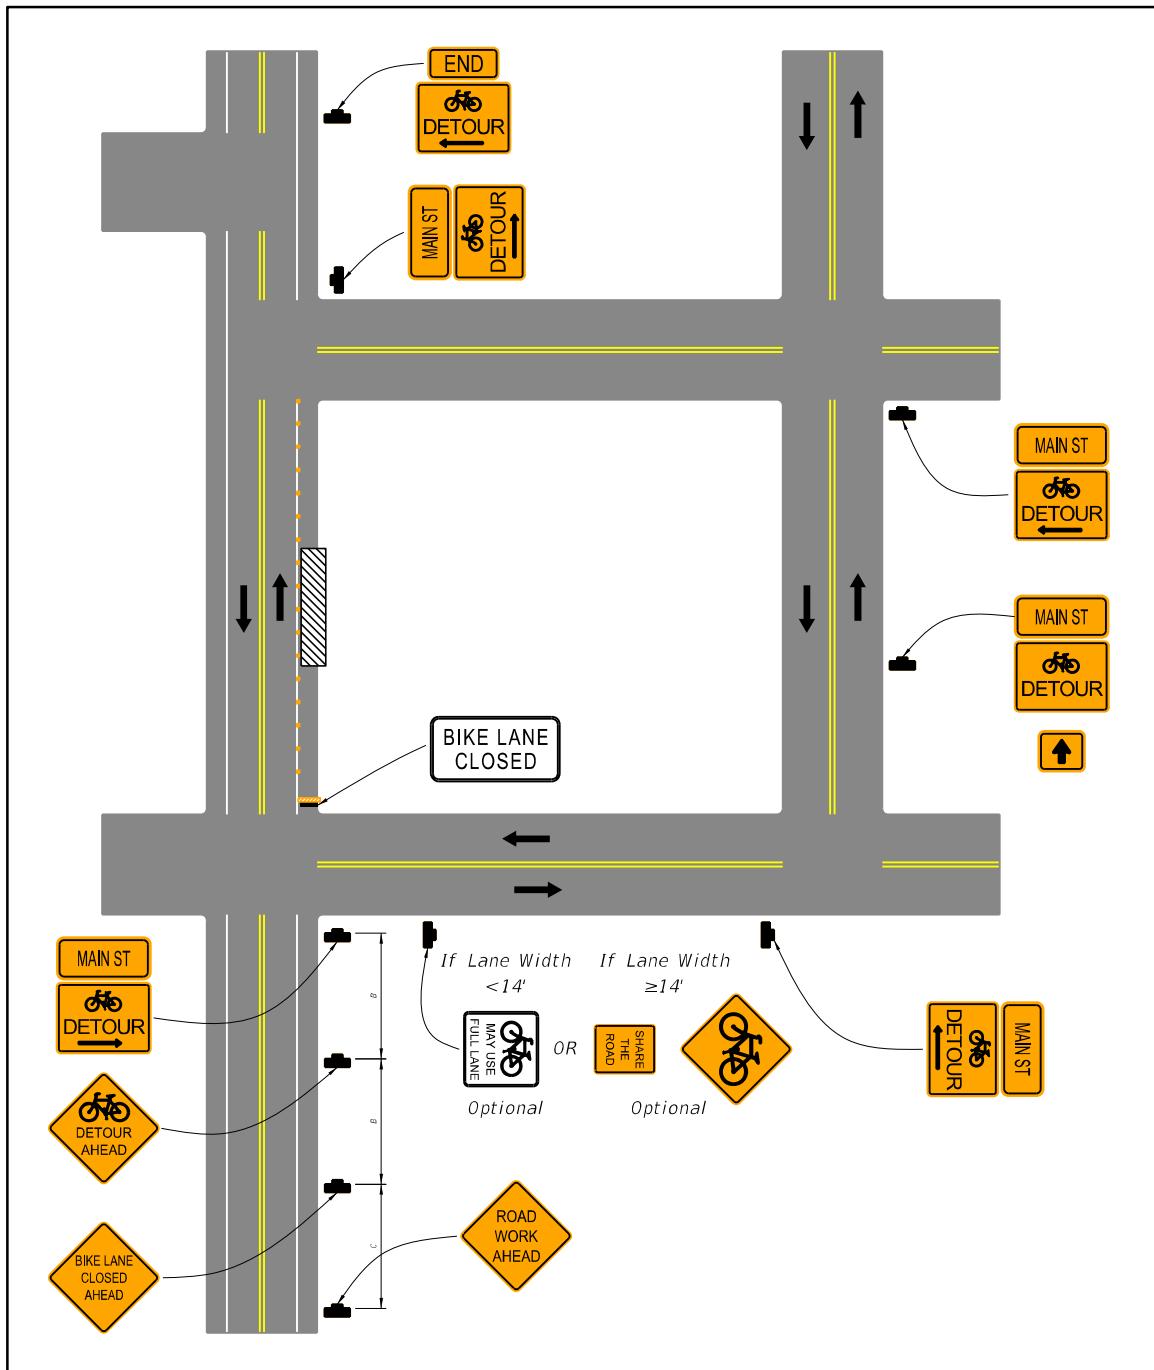 END
DETOUR
MAIN ST
DETOUR
MAIN ST
DETOUR
MAIN ST
DETOUR
BIKE LANE
CLOSED
MAIN ST
DETOUR
If Lane Width
<14'
If Lane Width
≥14'
B
MAY USE
FULL LANE
OR
SHARE
THE
ROAD
DETOUR
MAIN ST
Optional
Optional
DETOUR
AHEAD
B
ROAD
WORK
AHEAD
BIKE LANE
CLOSED
AHEAD
C